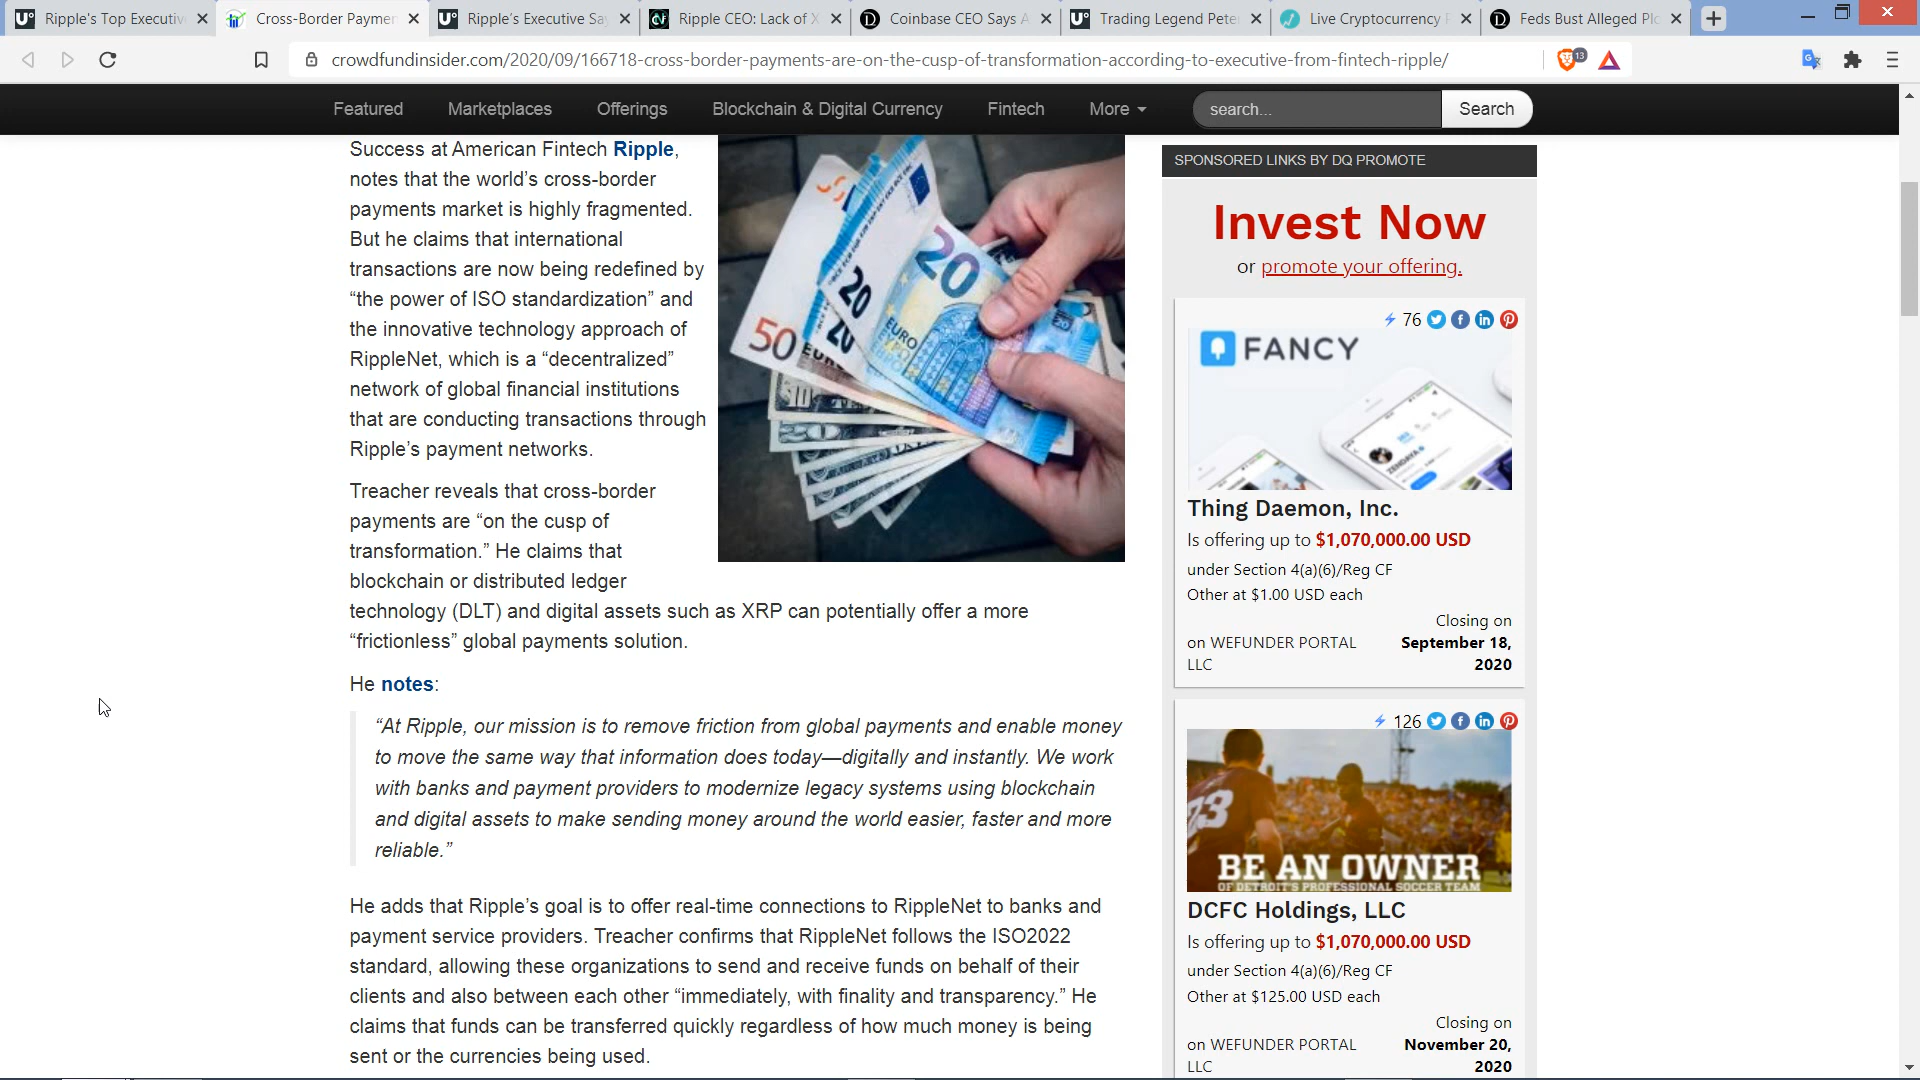 Ripple's Top Executiv
Cross-Border Paymen
Ripple's Executive Sa
Ripple CEO: Lack of X
Coinbase CEO Says A
Trading Legend Pete
Live Cryptocurrency P
Feds Bust Alleged Plo
crowdfundinsider.com/2020/09/166718-cross-border-payments-are-on-the-cusp-of-transformation-according-to-executive-from-fintech-ripple/
13
Featured
Marketplaces
Offerings
Blockchain & Digital Currency
Fintech
More
search...
Search
Success at American Fintech Ripple,
notes that the world's cross-border
payments market is highly fragmented.
But he claims that international
transactions are now being redefined by
“the power of ISO standardization” and
the innovative technology approach of
RippleNet, which is a “decentralized”
network of global financial institutions
that are conducting transactions through
Ripple's payment networks.
Treacher reveals that cross-border
payments are “on the cusp of
transformation.” He claims that
blockchain or distributed ledger
technology (DLT) and digital assets such as XRP can potentially offer a more
“frictionless” global payments solution.
He notes:
“At Ripple, our mission is to remove friction from global payments and enable money
to move the same way that information does today—digitally and instantly. We work
with banks and payment providers to modernize legacy systems using blockchain
and digital assets to make sending money around the world easier, faster and more
reliable.”
He adds that Ripple's goal is to offer real-time connections to RippleNet to banks and
payment service providers. Treacher confirms that RippleNet follows the ISO2022
standard, allowing these organizations to send and receive funds on behalf of their
clients and also between each other “immediately, with finality and transparency.” He
claims that funds can be transferred quickly regardless of how much money is being
sent or the currencies being used.
20
20
20
50
EURO
SPONSORED LINKS BY DQ PROMOTE
Invest Now
or promote your offering.
76
FANCY
ZENDAYA
Thing Daemon, Inc.
Is offering up to $1,070,000.00 USD
under Section 4(a)(6)/Reg CF
Other at $1.00 USD each
Closing on
on WEFUNDER PORTAL September 18,
LLC 2020
126
BE AN OWNER
OF DETROIT'S PROFESSIONAL SOCCER TEAM
DCFC Holdings, LLC
Is offering up to $1,070,000.00 USD
under Section 4(a)(6)/Reg CF
Other at $125.00 USD each
Closing on
on WEFUNDER PORTAL November 20,
LLC 2020